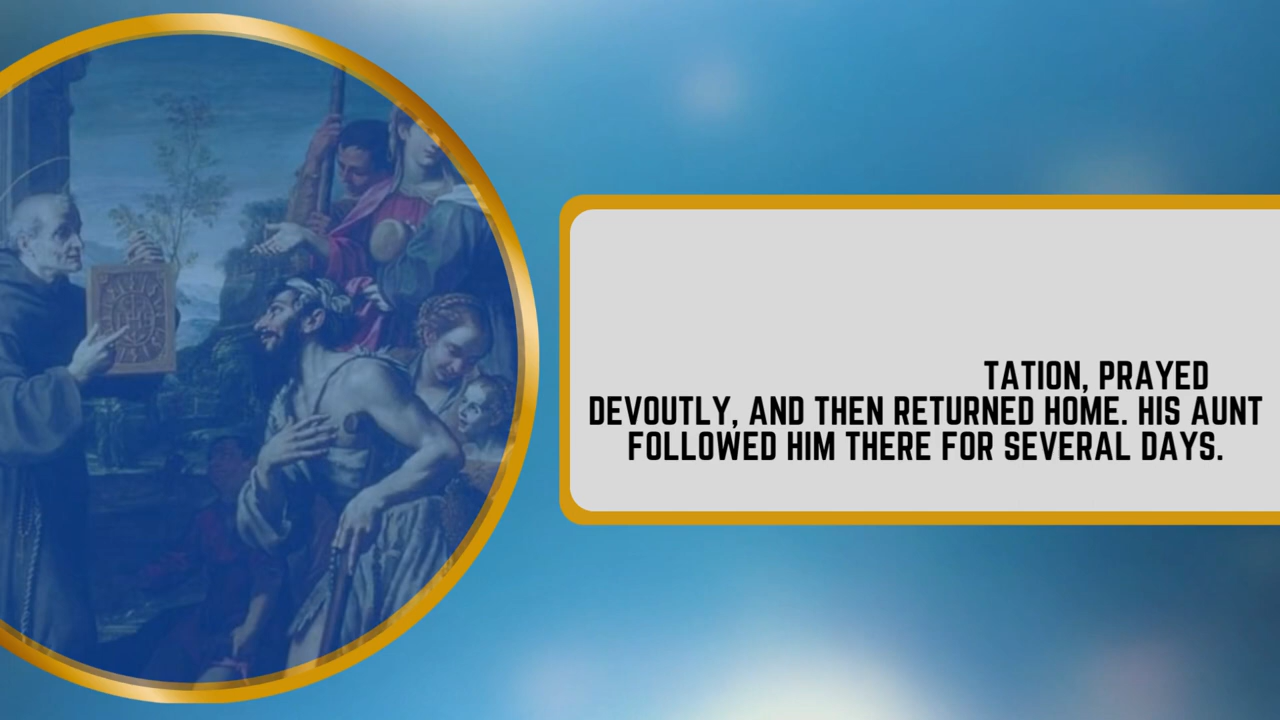 TATION, PRAYED
DEVOUTLY, AND THEN RETURNED HOME. HIS AUNT
FOLLOWED HIM THERE FOR SEVERAL DAYS.